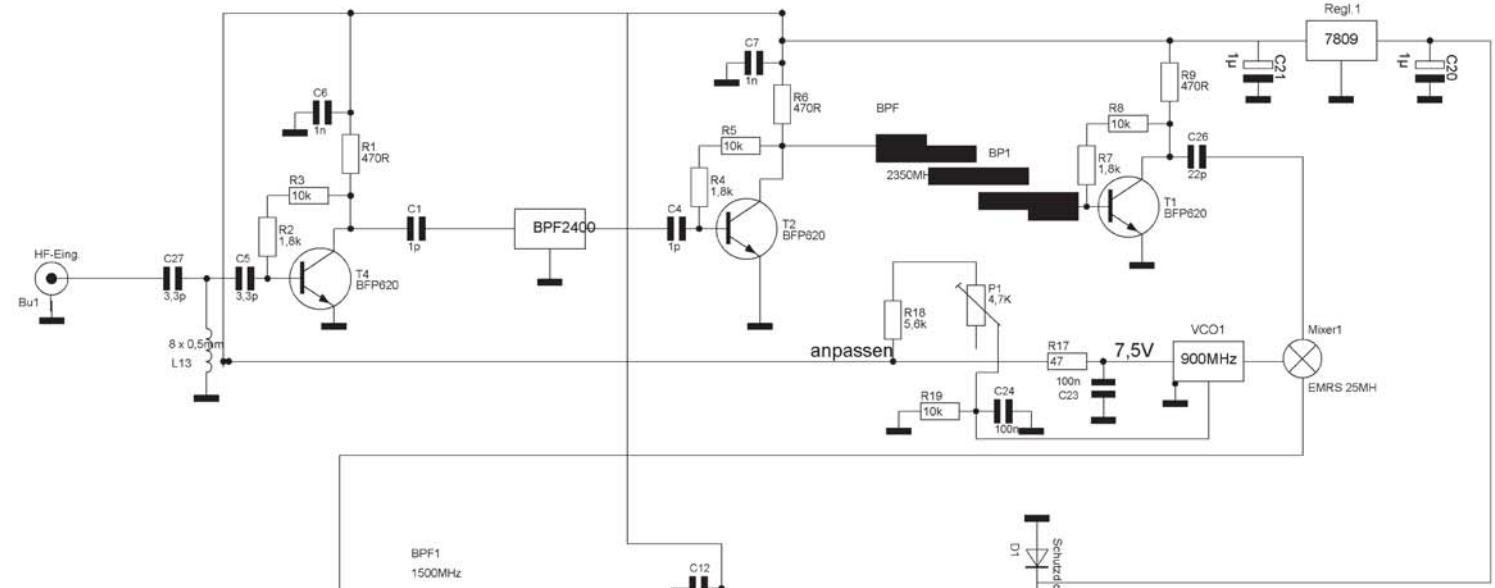 Regl.1
7809
1µ
C21
1µ
C20
C7
1n
R6
470R
R9
470R
C6
1n
R1
470R
R5
10k
BPF
BP1
R8
10k
C26
22p
R7
1,8k
R3
10k
R4
1,8k
2350MH
C1
1p
BPF2400
C4
1p
T2
BFP620
T1
BFP620
R2
1,8k
HF-Eing.
Bu1
C27
3,3p
C5
3,3p
T4
BFP620
P1
4,7K
R18
5,6k
8 x 0,5mm
L13
anpassen
R17
47
7,5V
VCO1
900MHz
Mixer1
EMRS 25MH
100n
C23
R19
10k
C24
100n
BPF1
1500MHz
C12
D1